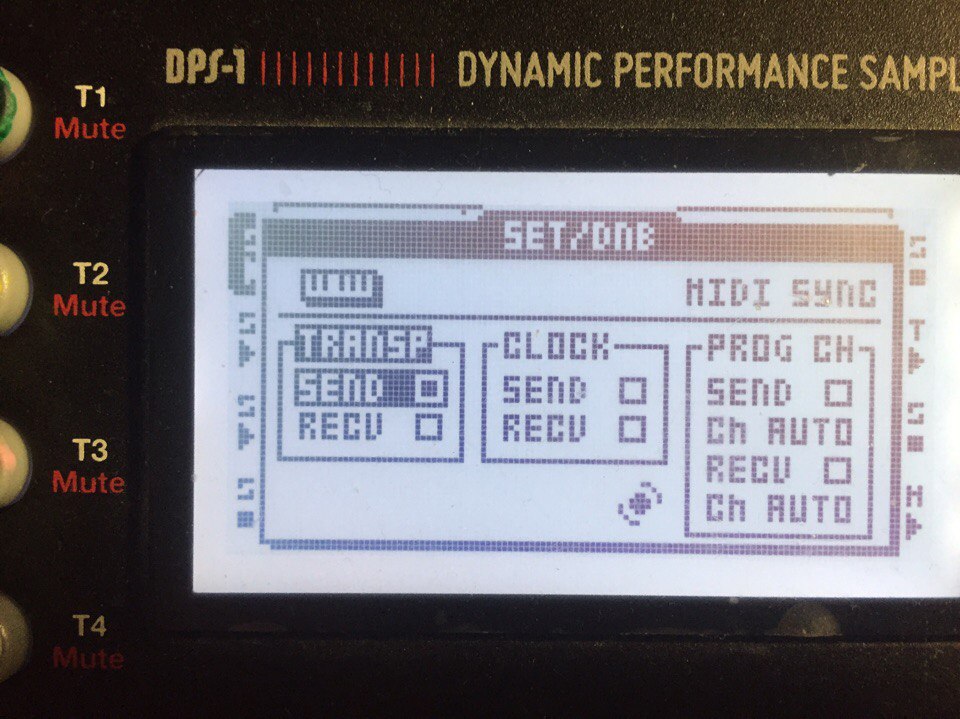 DPS-1 DYNAMIC PERFORMANCE SAMPL
T1
Mute
T2
Mute
T3
Mute
T4
Mute
SET/DNB
MIDI SYNC
TRANSP
SEND
RECV
CLOCK
SEND
RECV
PROG CH
SEND
Ch AUTO
RECV
Ch AUTO
T
M